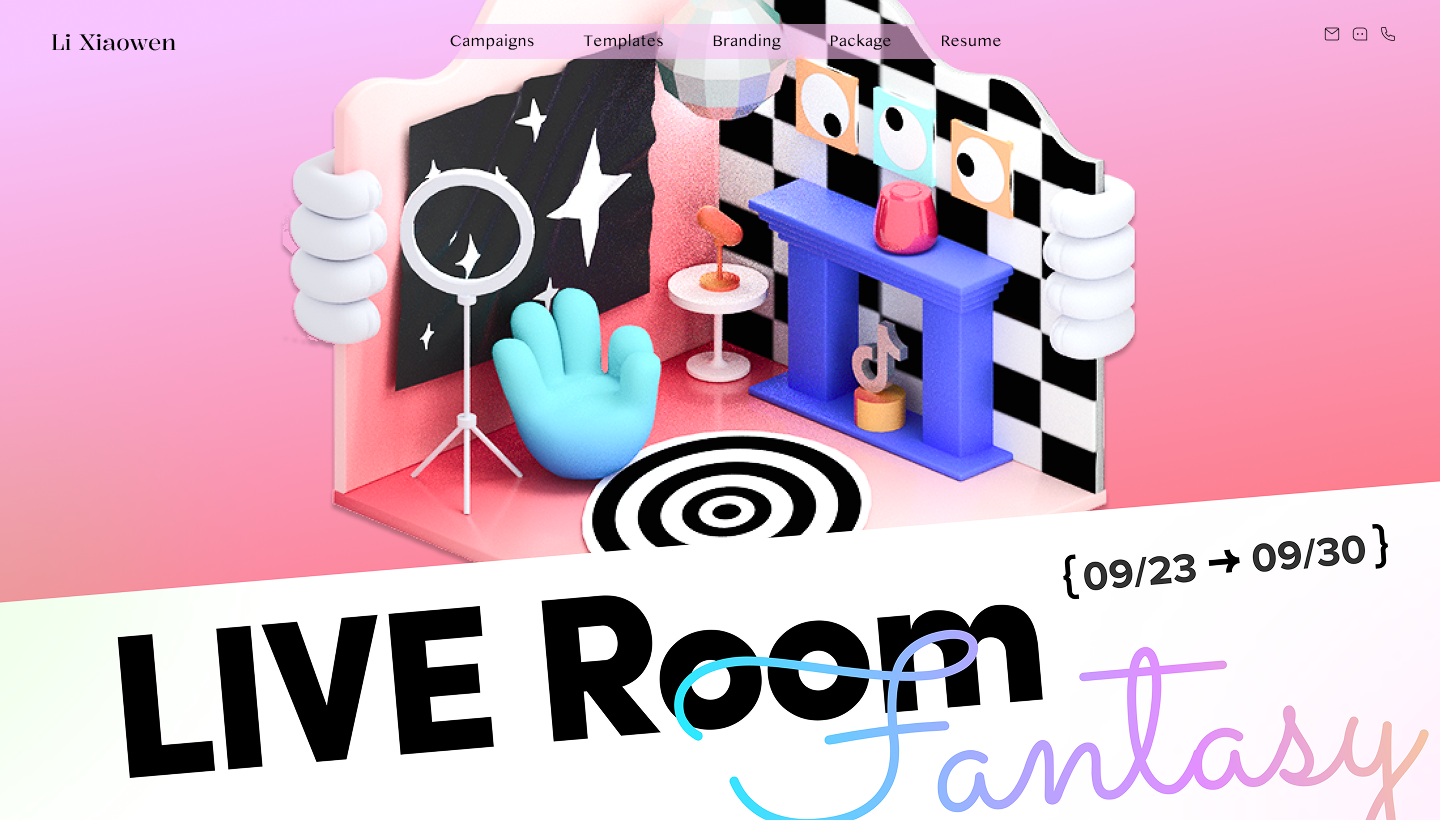 Li Xiaowen
Campaigns Templates Branding Package Resume
{09/23 → 09/30}
LIVE Room
Fantasy